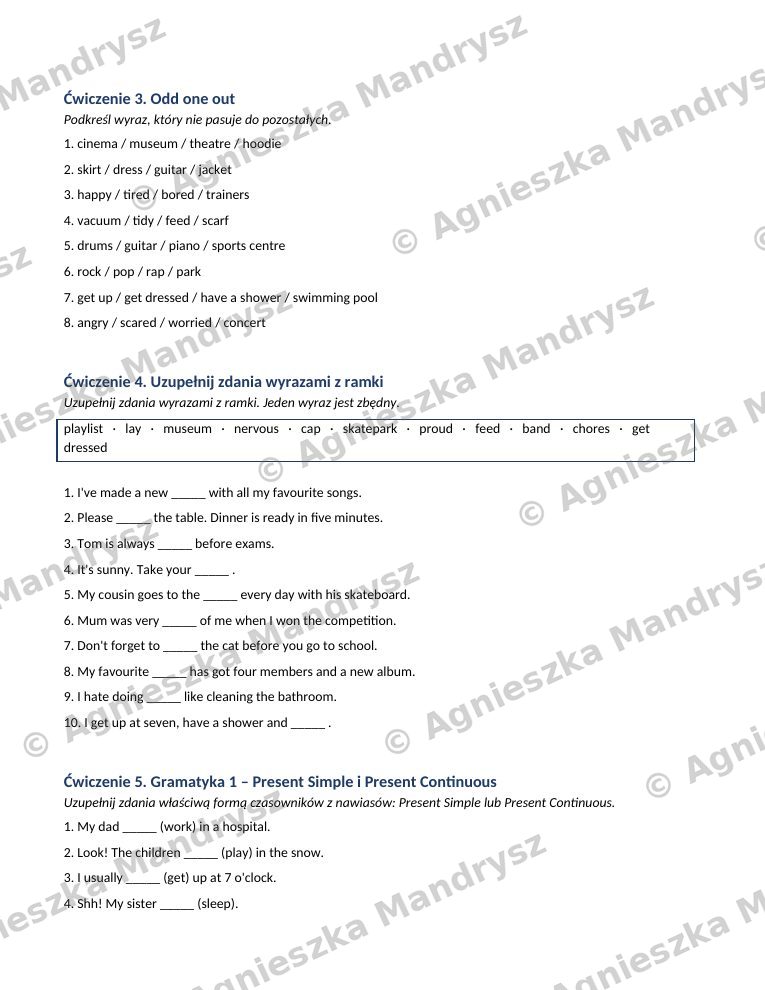 Ćwiczenie 3. Odd one out
Podkreśl wyraz, który nie pasuje do pozostałych.
1. cinema / museum / theatre / hoodie
2. skirt / dress / guitar / jacket
3. happy / tired / bored / trainers
4. vacuum / tidy / feed / scarf
5. drums / guitar / piano / sports centre
6. rock / pop / rap / park
7. get up / get dressed / have a shower / swimming pool
8. angry / scared / worried / concert
Ćwiczenie 4. Uzupełnij zdania wyrazami z ramki
Uzupełnij zdania wyrazami z ramki. Jeden wyraz jest zbędny.
playlist · lay · museum · nervous · cap · skatepark · proud · feed · band · chores · get
dressed
1. I've made a new _____ with all my favourite songs.
2. Please _____ the table. Dinner is ready in five minutes.
3. Tom is always _____ before exams.
4. It's sunny. Take your _____ .
5. My cousin goes to the _____ every day with his skateboard.
6. Mum was very _____ of me when I won the competition.
7. Don't forget to _____ the cat before you go to school.
8. My favourite _____ has got four members and a new album.
9. I hate doing _____ like cleaning the bathroom.
10. I get up at seven, have a shower and _____ .
Ćwiczenie 5. Gramatyka 1 – Present Simple i Present Continuous
Uzupełnij zdania właściwą formą czasowników z nawiasów: Present Simple lub Present Continuous.
1. My dad _____ (work) in a hospital.
2. Look! The children _____ (play) in the snow.
3. I usually _____ (get) up at 7 o'clock.
4. Shh! My sister _____ (sleep).
© Agnieszka Mandrysz